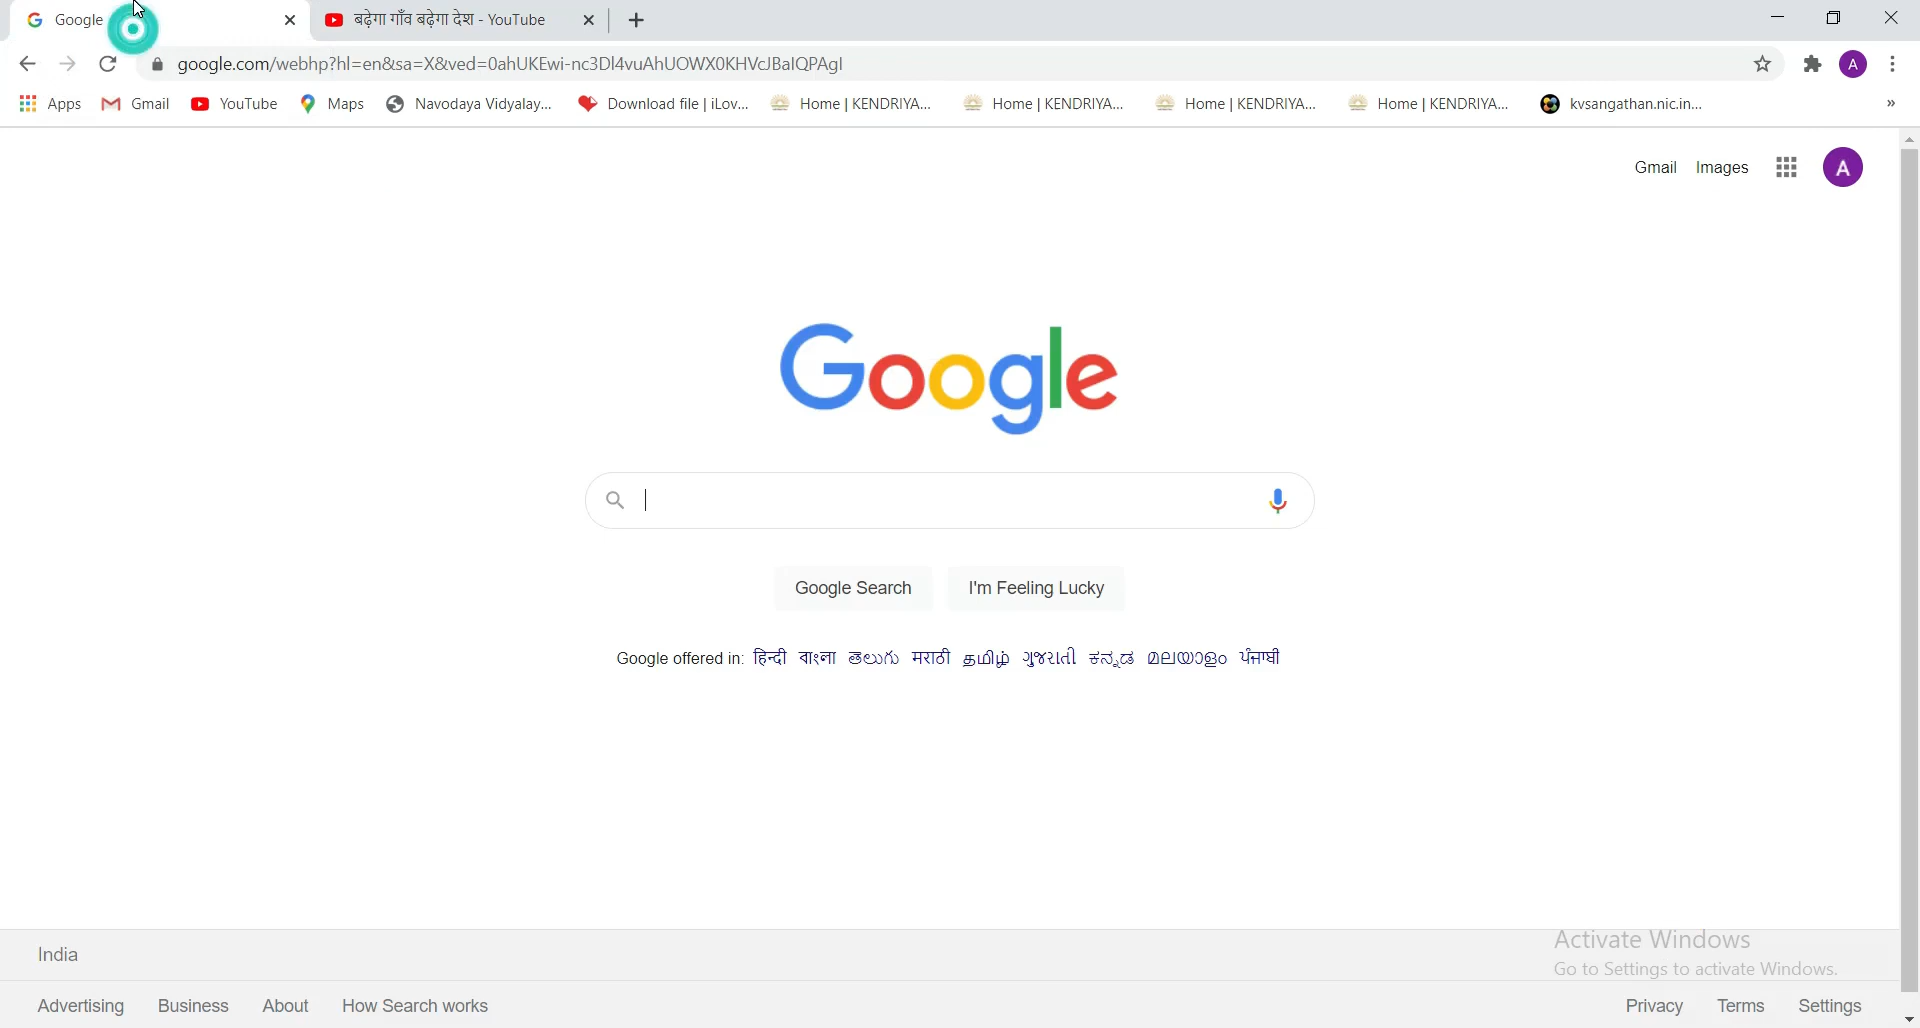 Google
बढ़ेगा गाँव बढ़ेगा देश - YouTube
google.com/webhp?hl=en&sa=X&ved=0ahUKEwi-nc3Dl4vuAhUOWX0KHVcJBaIQPAgI
Apps Gmail YouTube Maps Navodaya Vidyalay... Download file | iLov... Home | KENDRIYA... Home | KENDRIYA... Home | KENDRIYA... Home | KENDRIYA... kvsangathan.nic.in... »
Gmail Images A
Google
Google Search I'm Feeling Lucky
Google offered in: हिन्दी বাংলা తెలుగు मराठी தமிழ் ગુજરાતી ಕನ್ನಡ മലയാളം ਪੰਜਾਬੀ
India
Activate Windows
Go to Settings to activate Windows.
Advertising Business About How Search works Privacy Terms Settings